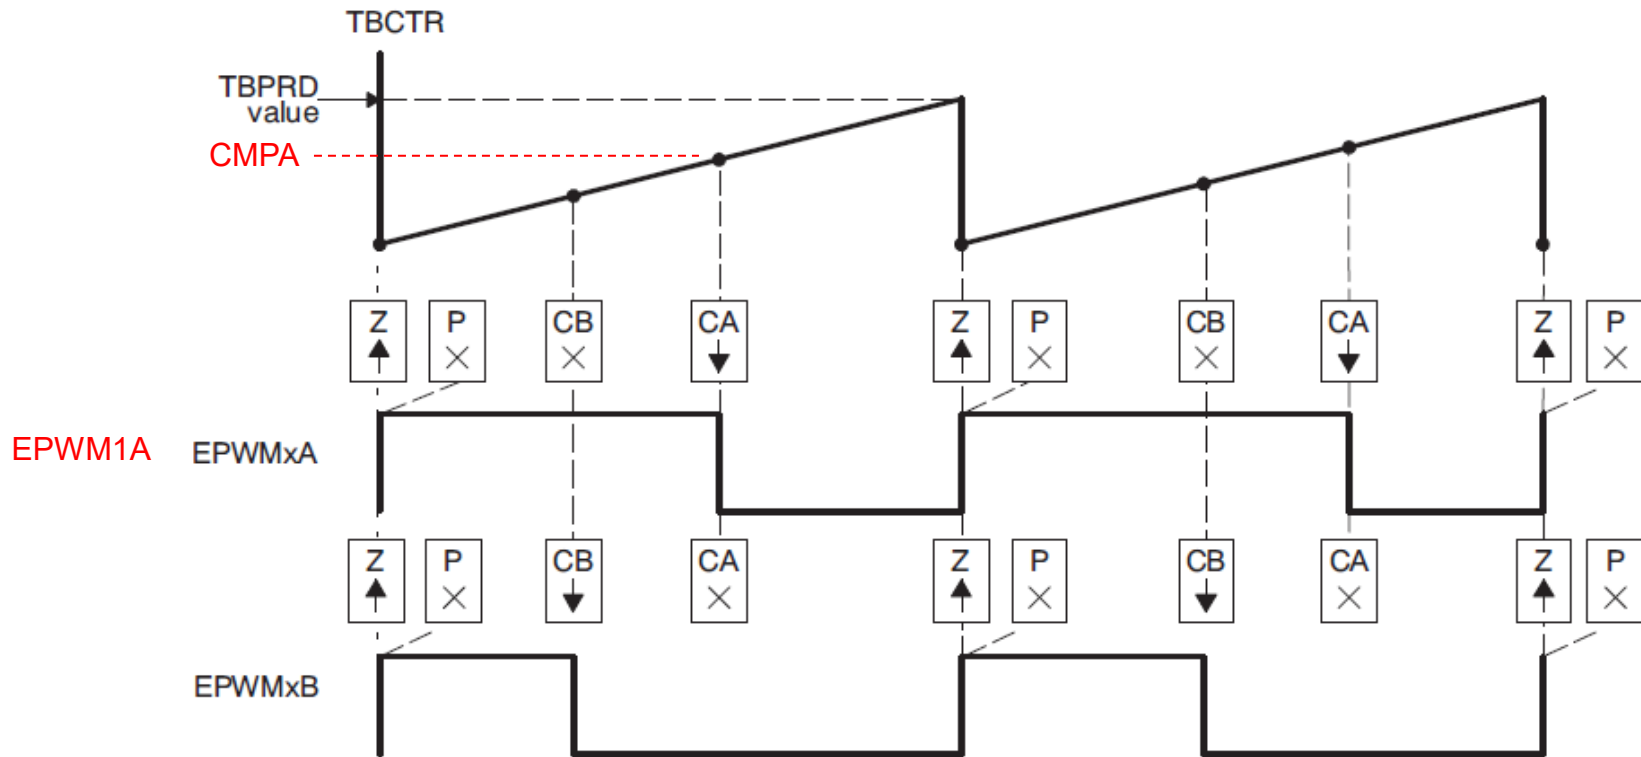 TBCTR
TBPRD
value
CMPA
Z P CB CA Z P CB CA Z P
EPWM1A EPWMxA
Z P CB CA Z P CB CA Z P
EPWMxB